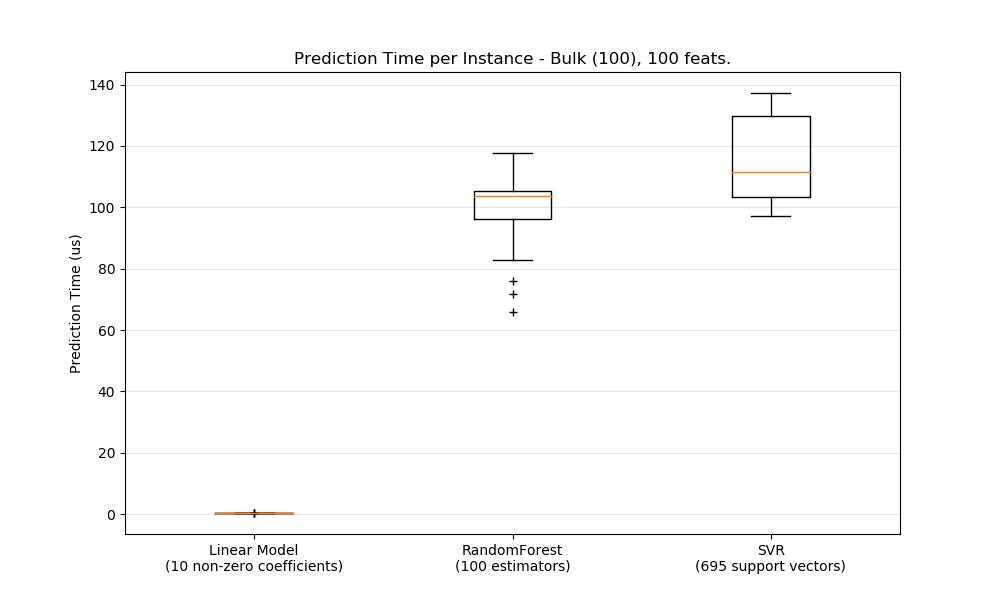 Prediction Time per Instance - Bulk (100), 100 feats.
140
120
100
80
60
40
20
0
Prediction Time (us)
Linear Model
(10 non-zero coefficients)
RandomForest
(100 estimators)
SVR
(695 support vectors)